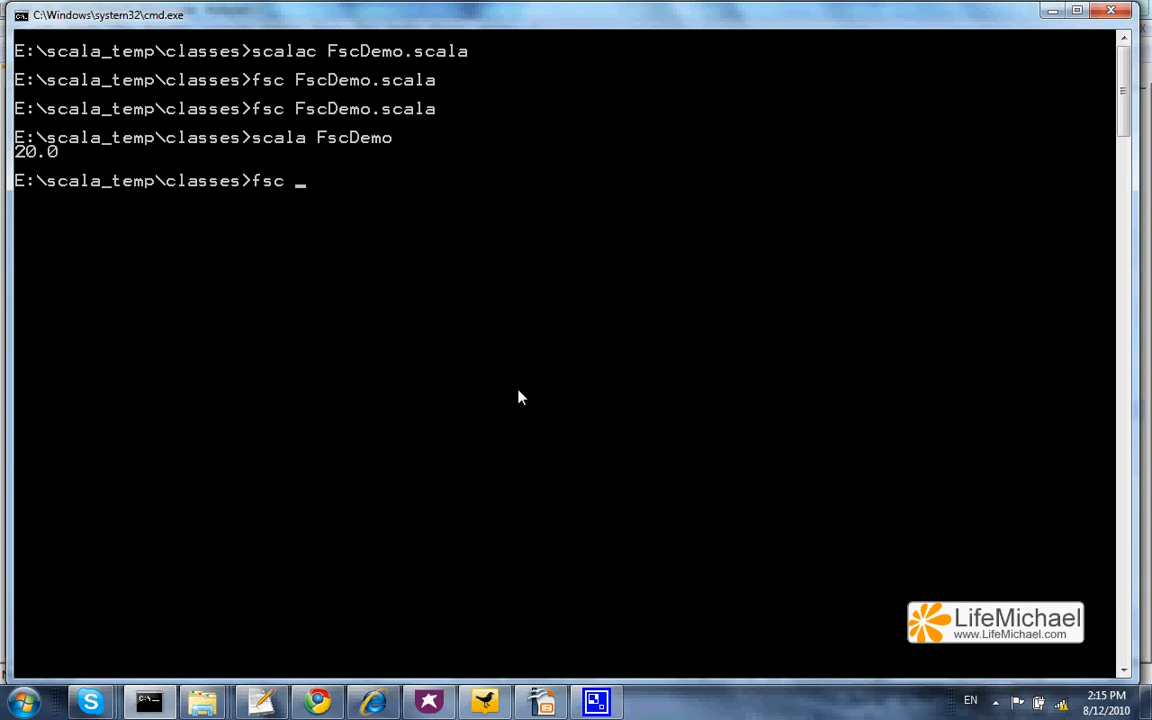 C:\Windows\system32\cmd.exe
E:\scala_temp\classes>scalac FscDemo.scala
E:\scala_temp\classes>fsc FscDemo.scala
E:\scala_temp\classes>fsc FscDemo.scala
E:\scala_temp\classes>scala FscDemo
20.0
E:\scala_temp\classes>fsc _
LifeMichael
www.LifeMichael.com
EN
2:15 PM
8/12/2010